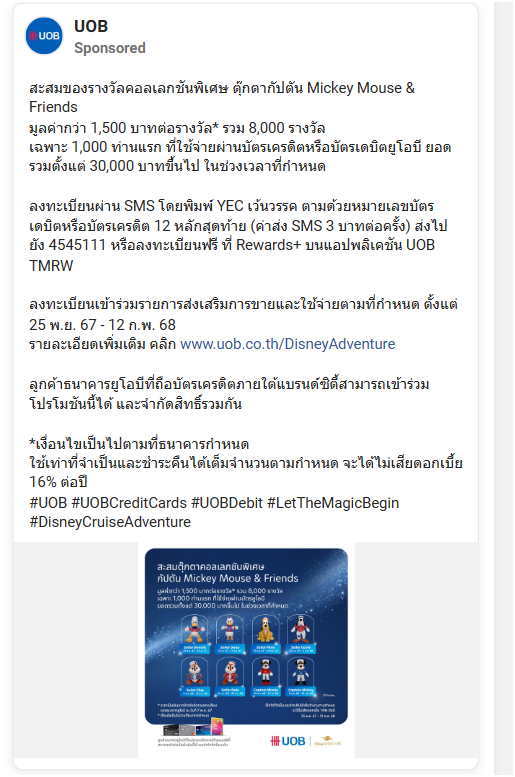 UOB
UOB
Sponsored
สะสมของรางวัลคอลเลกชันพิเศษ ตุ๊กตากัปตัน Mickey Mouse &
Friends
มูลค่ากว่า 1,500 บาทต่อรางวัล* รวม 8,000 รางวัล
เฉพาะ 1,000 ท่านแรก ที่ใช้จ่ายผ่านบัตรเครดิตหรือบัตรเดบิตยูโอบี ยอด
รวมตั้งแต่ 30,000 บาทขึ้นไป ในช่วงเวลาที่กำหนด
ลงทะเบียนผ่าน SMS โดยพิมพ์ YEC เว้นวรรค ตามด้วยหมายเลขบัตร
เดบิตหรือบัตรเครดิต 12 หลักสุดท้าย (ค่าส่ง SMS 3 บาทต่อครั้ง) ส่งไป
ยัง 4545111 หรือลงทะเบียนฟรี ที่ Rewards+ บนแอปพลิเคชัน UOB
TMRW
ลงทะเบียนเข้าร่วมรายการส่งเสริมการขายและใช้จ่ายตามที่กำหนด ตั้งแต่
25 พ.ย. 67 - 12 ก.พ. 68
รายละเอียดเพิ่มเติม คลิก www.uob.co.th/DisneyAdventure
ลูกค้าธนาคารยูโอบีที่ถือบัตรเครดิตภายใต้แบรนด์ซิตี้สามารถเข้าร่วม
โปรโมชันนี้ได้ และจำกัดสิทธิ์รวมกัน
*เงื่อนไขเป็นไปตามที่ธนาคารกำหนด
ใช้เท่าที่จำเป็นและชำระคืนได้เต็มจำนวนตามกำหนด จะได้ไม่เสียดอกเบี้ย
16% ต่อปี
#UOB #UOBCreditCards #UOBDebit #LetTheMagicBegin
#DisneyCruiseAdventure
สะสมตุ๊กตาคอลเลกชันพิเศษ
กัปตัน Mickey Mouse & Friends
มูลค่ากว่า 1,500 บาทต่อรางวัล* รวม 8,000 รางวัล
เฉพาะ 1,000 ท่านแรก ที่ใช้จ่ายผ่านบัตรยูโอบี
ยอดรวมตั้งแต่ 30,000 บาทขึ้นไป ในช่วงเวลาที่กำหนด
Sailor Donald
Sailor Daisy
Sailor Pluto
Sailor Goofy
Sailor Chip
Sailor Dale
Captain Minnie
Captain Mickey
UOB